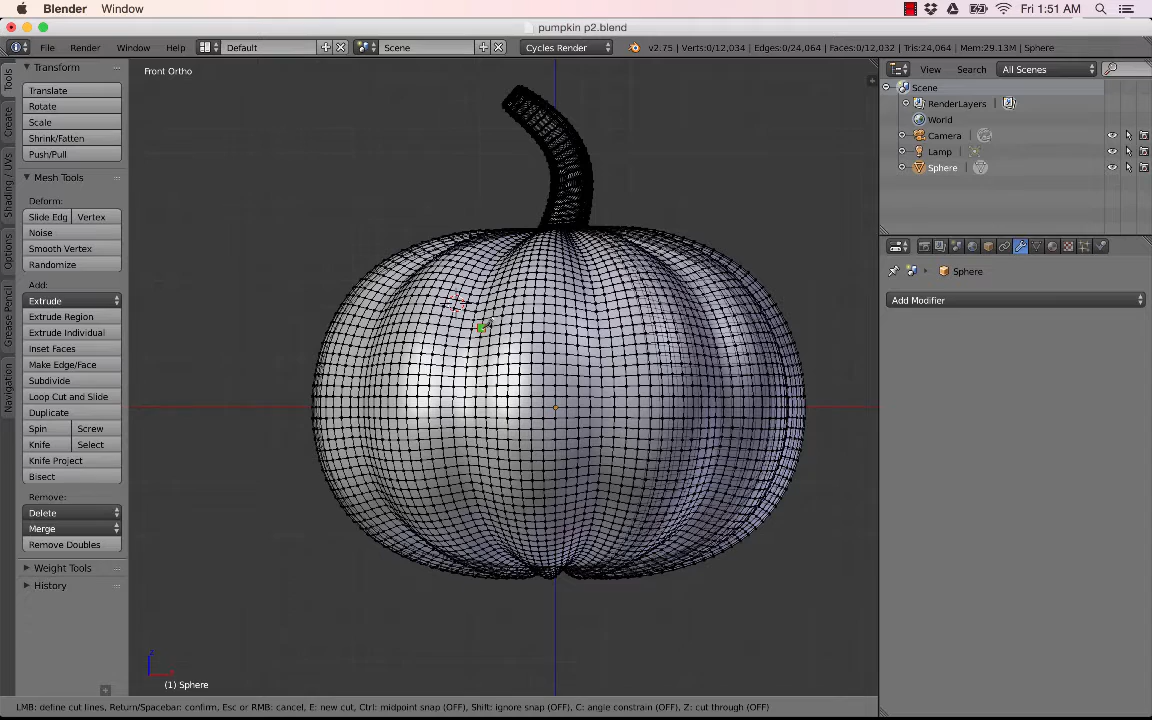 Blender Window Fri 1:51 AM
pumpkin p2.blend
File Render Window Help Default Scene Cycles Render v2.75 | Verts:0/12,034 | Edges:0/24,064 | Faces:0/12,032 | Tris:24,064 | Mem:29.13M | Sphere
Tools
Create
Shading / UVs
Options
Grease Pencil
Navigation
Transform
Translate
Rotate
Scale
Shrink/Fatten
Push/Pull
Mesh Tools
Deform:
Slide Edg Vertex
Noise
Smooth Vertex
Randomize
Add:
Extrude
Extrude Region
Extrude Individual
Inset Faces
Make Edge/Face
Subdivide
Loop Cut and Slide
Duplicate
Spin Screw
Knife Select
Knife Project
Bisect
Remove:
Delete
Merge
Remove Doubles
Weight Tools
History
Front Ortho
z
(1) Sphere
View Search All Scenes
Scene
RenderLayers
World
Camera
Lamp
Sphere
Sphere
Add Modifier
LMB: define cut lines, Return/Spacebar: confirm, Esc or RMB: cancel, E: new cut, Ctrl: midpoint snap (OFF), Shift: ignore snap (OFF), C: angle constrain (OFF), Z: cut through (OFF)